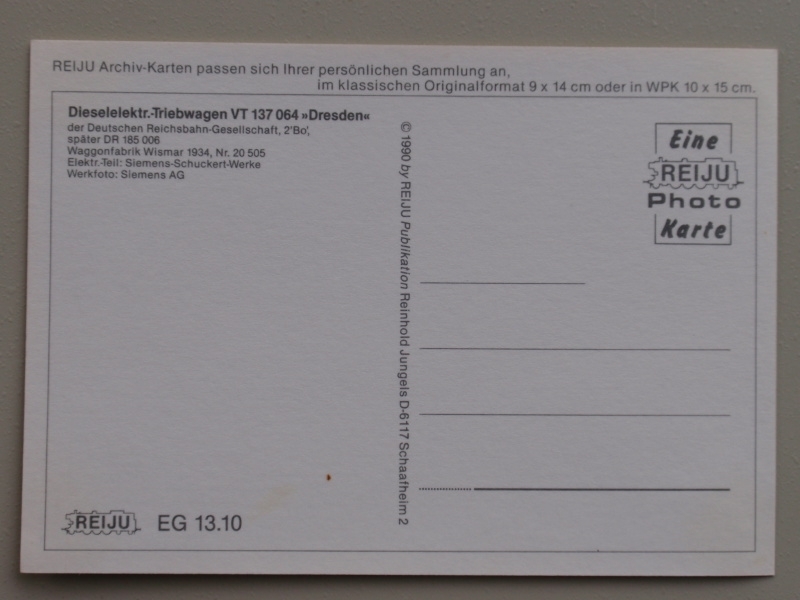 REIJU Archiv-Karten passen sich Ihrer persönlichen Sammlung an,
im klassischen Originalformat 9 x 14 cm oder in WPK 10 x 15 cm.
Dieselelektr.-Triebwagen VT 137 064 »Dresden«
der Deutschen Reichsbahn-Gesellschaft, 2'Bo',
später DR 185 006
Waggonfabrik Wismar 1934, Nr. 20 505
Elektr.-Teil: Siemens-Schuckert-Werke
Werkfoto: Siemens AG
© 1990 by REIJU Publikation Reinhold Jungels D-6117 Schaafheim 2
Eine
REIJU
Photo
Karte
REIJU EG 13.10